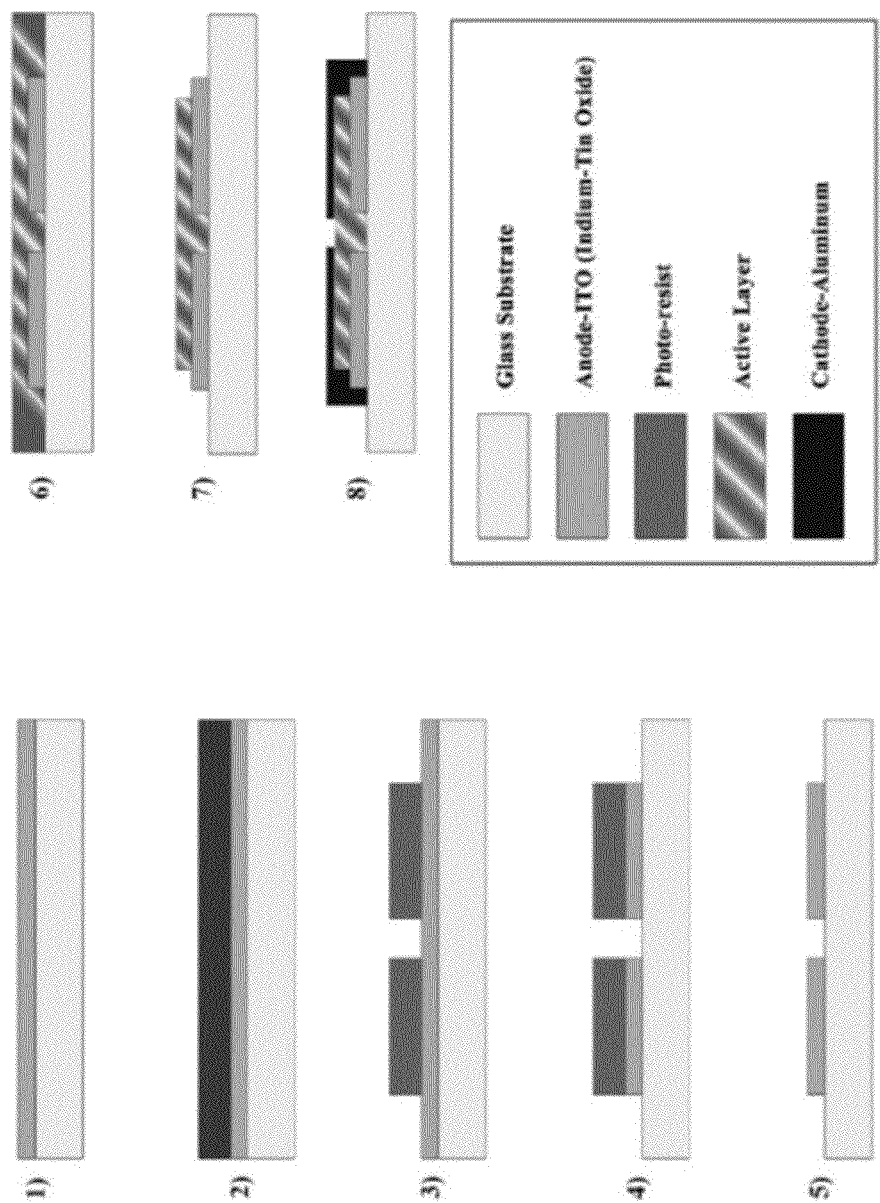 1)
2)
3)
4)
5)
6)
7)
8)
Glass Substrate
Anode-ITO (Indium-Tin Oxide)
Photo-resist
Active Layer
Cathode-Aluminum